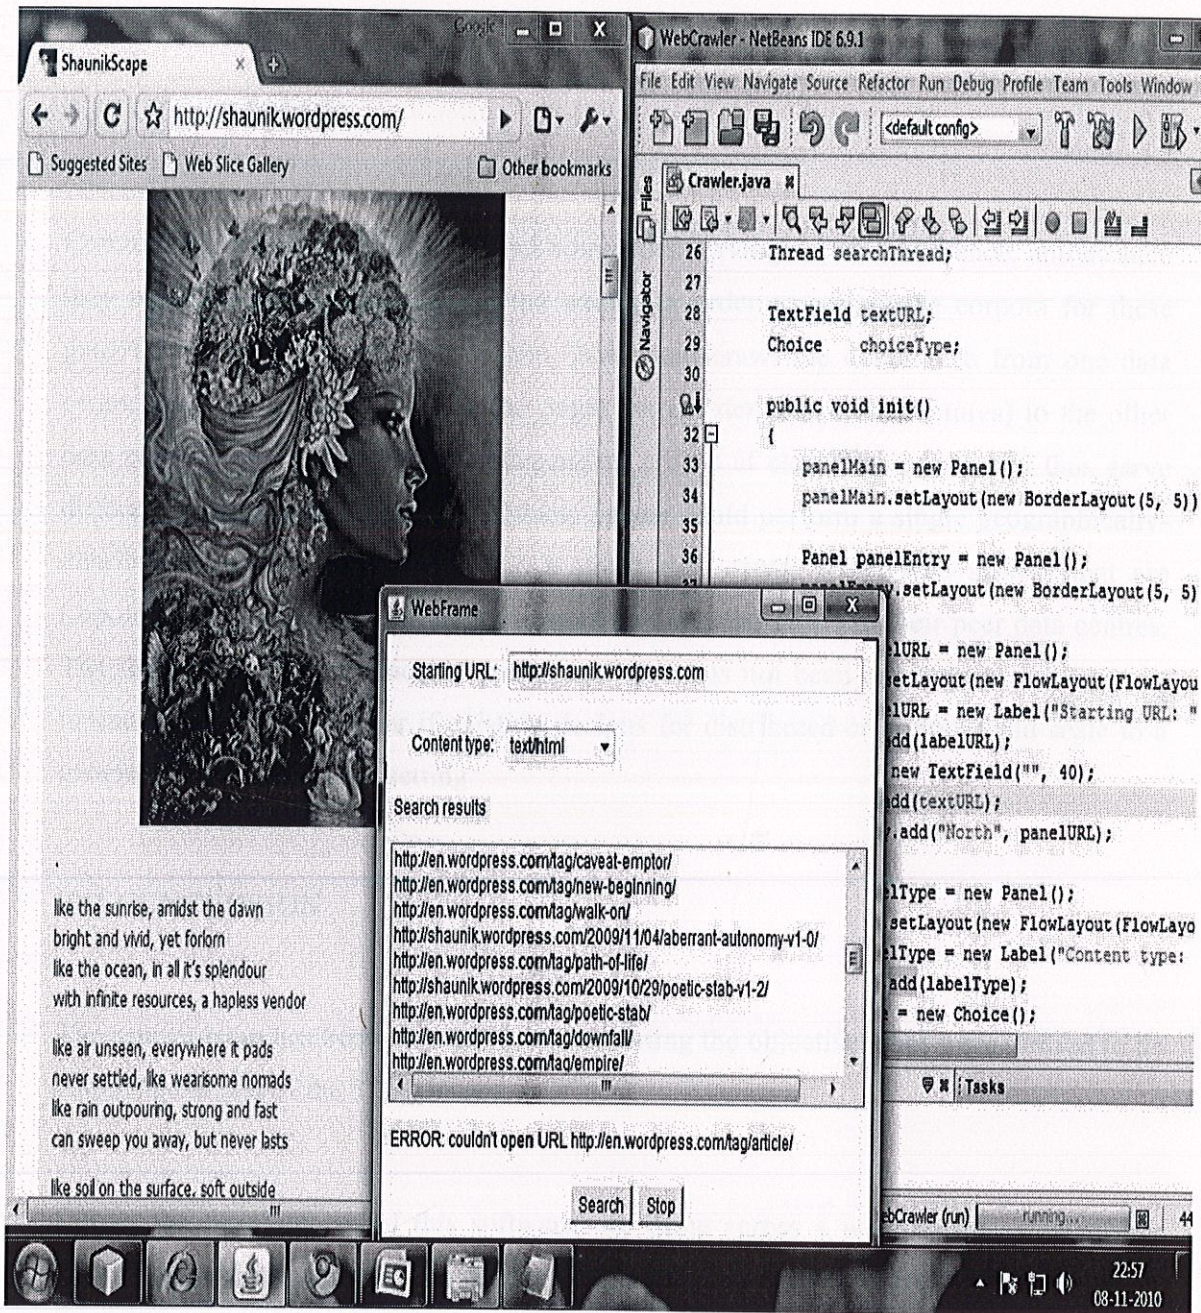 Google
ShaunikScape
http://shaunik.wordpress.com/
Suggested Sites
Web Slice Gallery
Other bookmarks
like the sunrise, amidst the dawn
bright and vivid, yet forlorn
like the ocean, in all it's splendour
with infinite resources, a hapless vendor
like air unseen, everywhere it pads
never settled, like wearisome nomads
like rain outpouring, strong and fast
can sweep you away, but never lasts
like soil on the surface, soft outside
WebCrawler - NetBeans IDE 6.9.1
File Edit View Navigate Source Refactor Run Debug Profile Team Tools Window
<default config>
Files
Navigator
Crawler.java
26 Thread searchThread;
27
28 TextField textURL;
29 Choice choiceType;
30
public void init()
32 {
33 panelMain = new Panel();
34 panelMain.setLayout(new BorderLayout(5, 5))
35
36 Panel panelEntry = new Panel();
.setLayout(new BorderLayout(5, 5)
lURL = new Panel();
setLayout(new FlowLayout(FlowLayou
lURL = new Label("Starting URL: "
dd(labelURL);
new TextField("", 40);
dd(textURL);
.add("North", panelURL);
lType = new Panel();
setLayout(new FlowLayout(FlowLayo
lType = new Label("Content type:
add(labelType);
= new Choice();
Tasks
ebCrawler (run) running... 44
WebFrame
Starting URL: http://shaunik.wordpress.com
Content type: text/html
Search results
http://en.wordpress.com/tag/caveat-emptor/
http://en.wordpress.com/tag/new-beginning/
http://en.wordpress.com/tag/walk-on/
http://shaunik.wordpress.com/2009/11/04/aberrant-autonomy-v1-0/
http://en.wordpress.com/tag/path-of-life/
http://shaunik.wordpress.com/2009/10/29/poetic-stab-v1-2/
http://en.wordpress.com/tag/poetic-stab/
http://en.wordpress.com/tag/downfall/
http://en.wordpress.com/tag/empire/
ERROR: couldn't open URL http://en.wordpress.com/tag/article/
Search Stop
22:57
08-11-2010